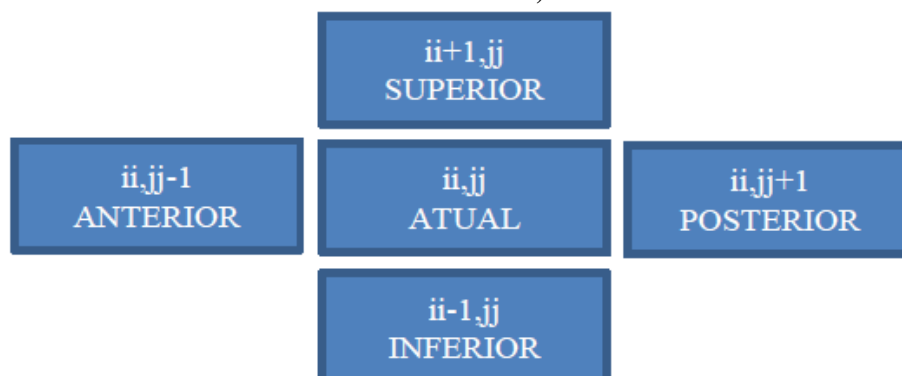 ii+1,jj
SUPERIOR
ii,jj-1
ANTERIOR
ii,jj
ATUAL
ii,jj+1
POSTERIOR
ii-1,jj
INFERIOR